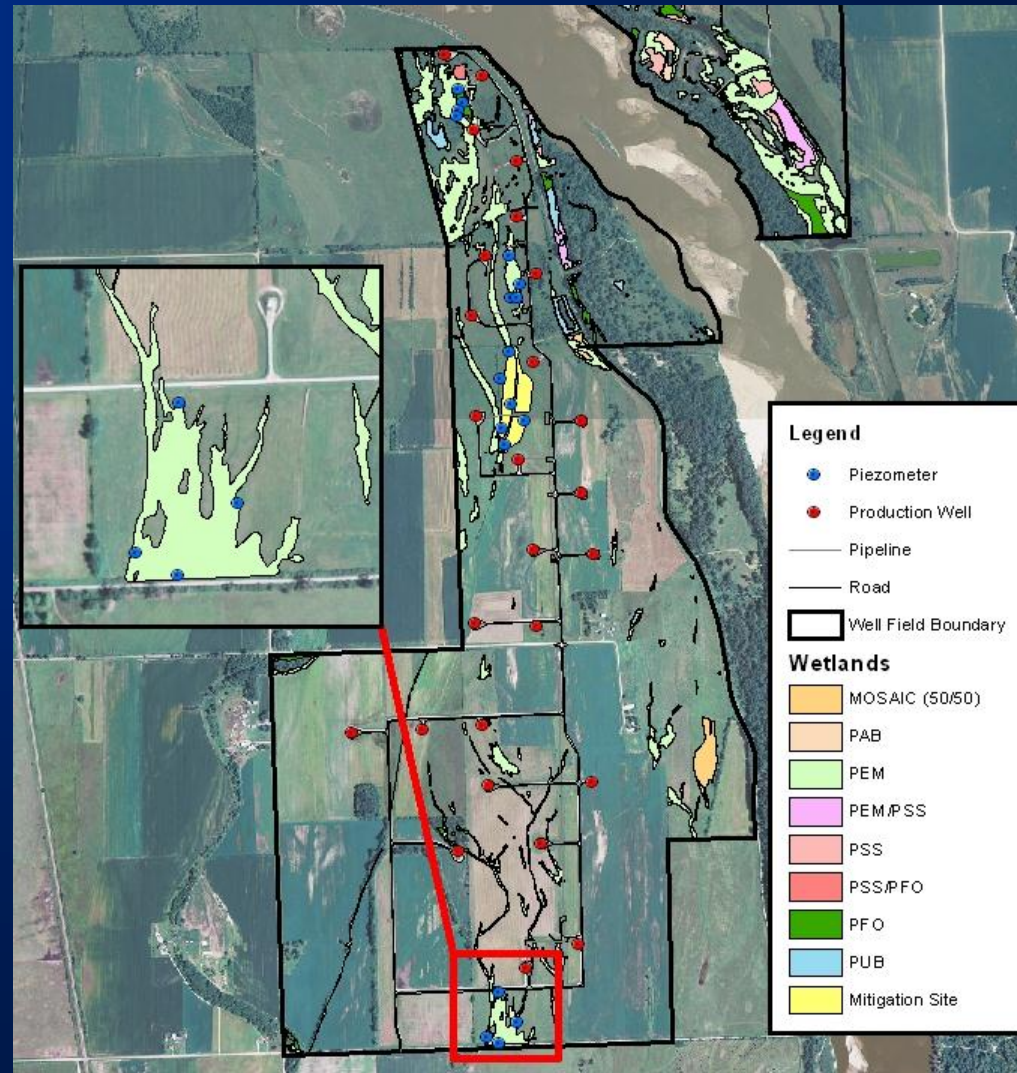 Legend
Piezometer
Production Well
Pipeline
Road
Well Field Boundary
Wetlands
MOSAIC (50/50)
PAB
PEM
PEM/PSS
PSS
PSS/PFO
PFO
PUB
Mitigation Site